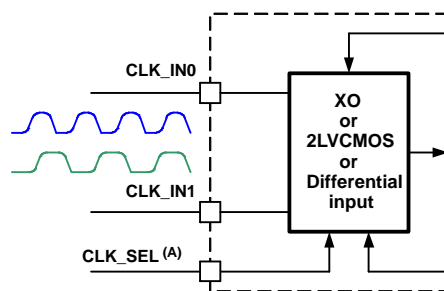 CLK_IN0
XO
or
2LVCMOS
or
Differential
input
CLK_IN1
CLK_SEL (A)